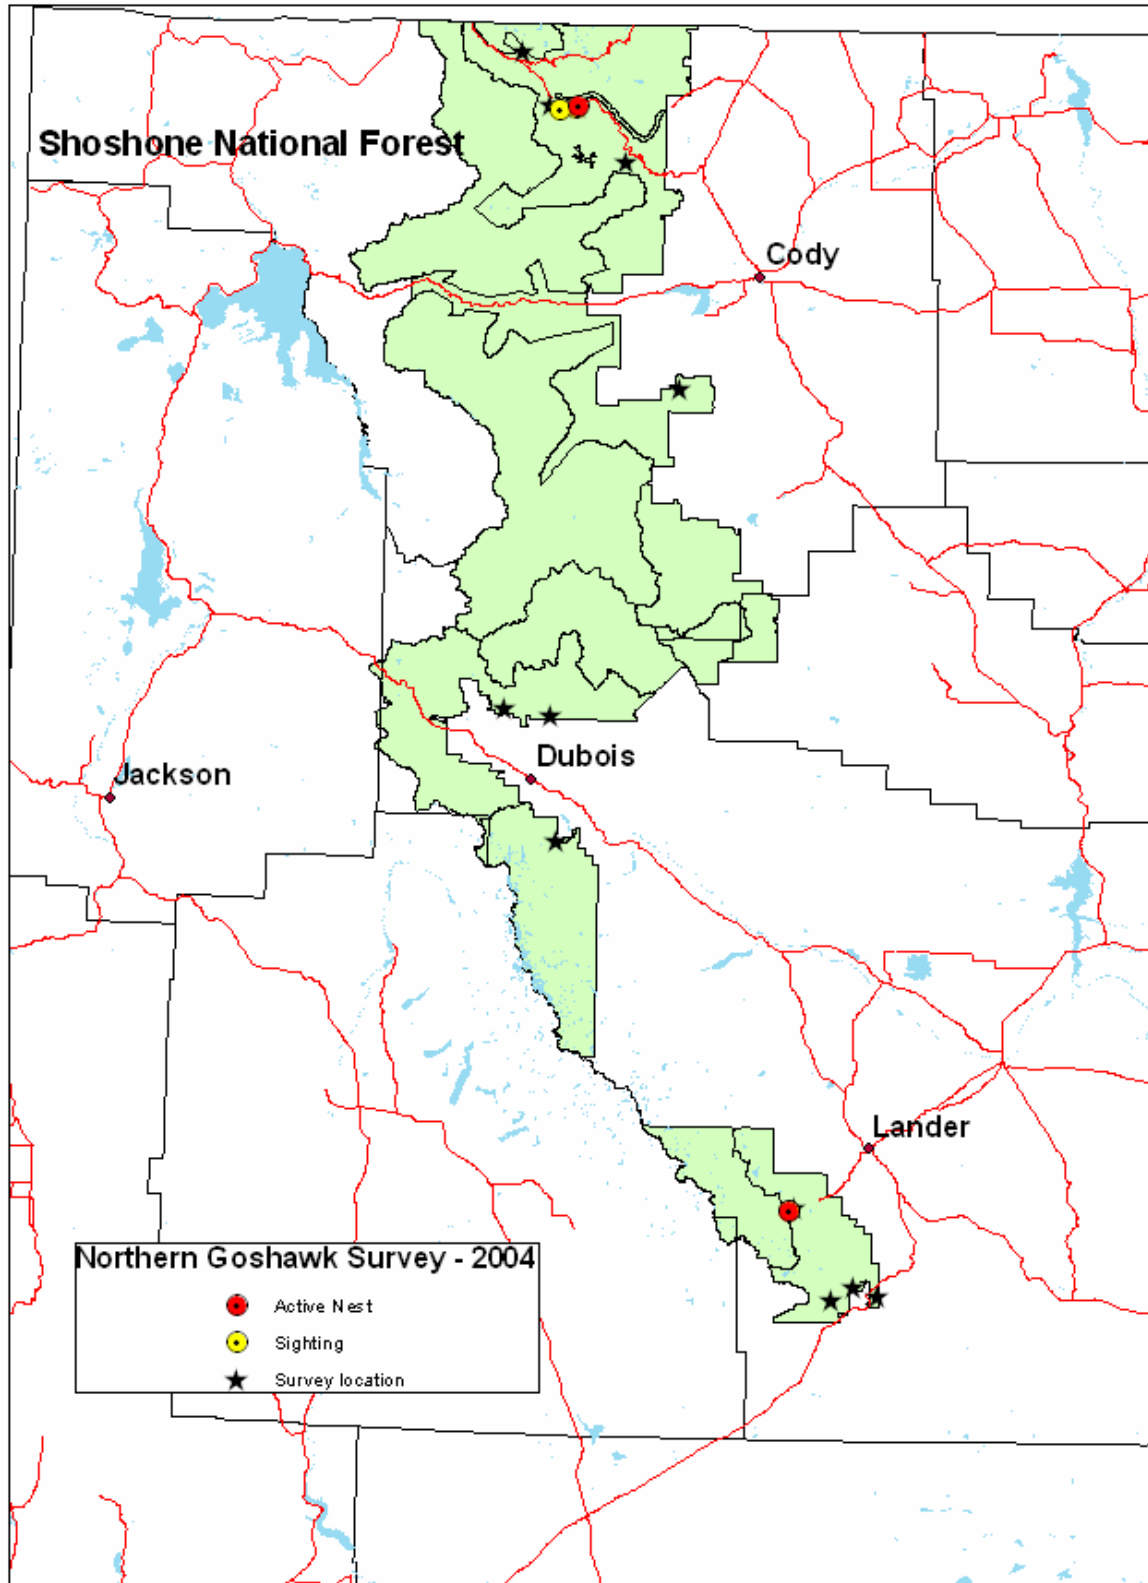 Shoshone National Forest
Cody
Dubois
Jackson
Lander
Northern Goshawk Survey - 2004
Active Nest
Sighting
Survey location